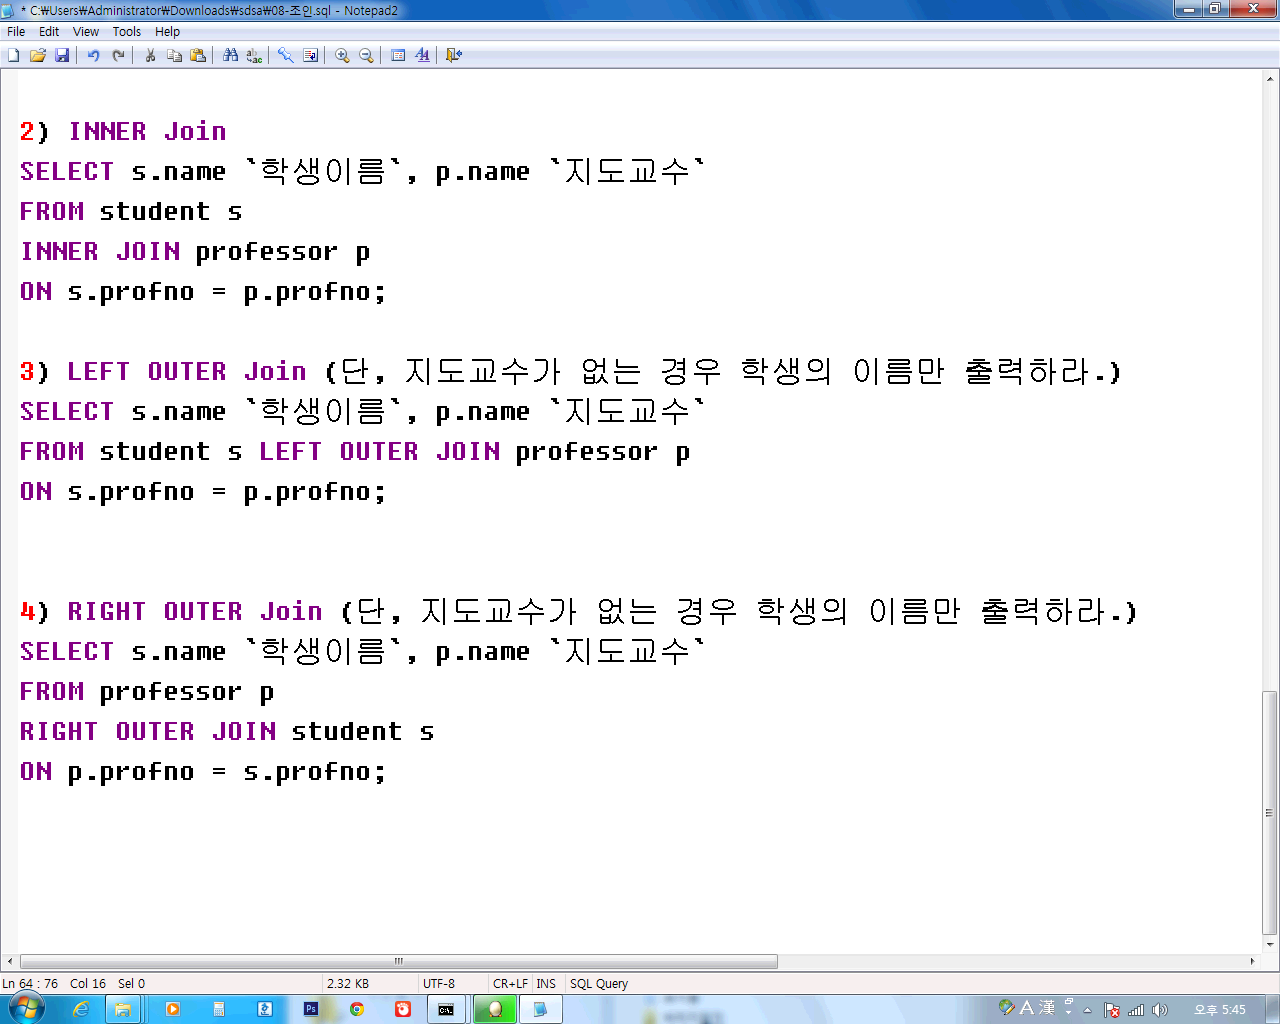 * C:￦Users￦Administrator￦Downloads￦sdsa￦08-조인.sql - Notepad2
File Edit View Tools Help
2) INNER Join
SELECT s.name `학생이름`, p.name `지도교수`
FROM student s
INNER JOIN professor p
ON s.profno = p.profno;
3) LEFT OUTER Join (단, 지도교수가 없는 경우 학생의 이름만 출력하라.)
SELECT s.name `학생이름`, p.name `지도교수`
FROM student s LEFT OUTER JOIN professor p
ON s.profno = p.profno;
4) RIGHT OUTER Join (단, 지도교수가 없는 경우 학생의 이름만 출력하라.)
SELECT s.name `학생이름`, p.name `지도교수`
FROM professor p
RIGHT OUTER JOIN student s
ON p.profno = s.profno;
Ln 64 : 76 Col 16 Sel 0 2.32 KB UTF-8 CR+LF INS SQL Query
A 漢 오후 5:45